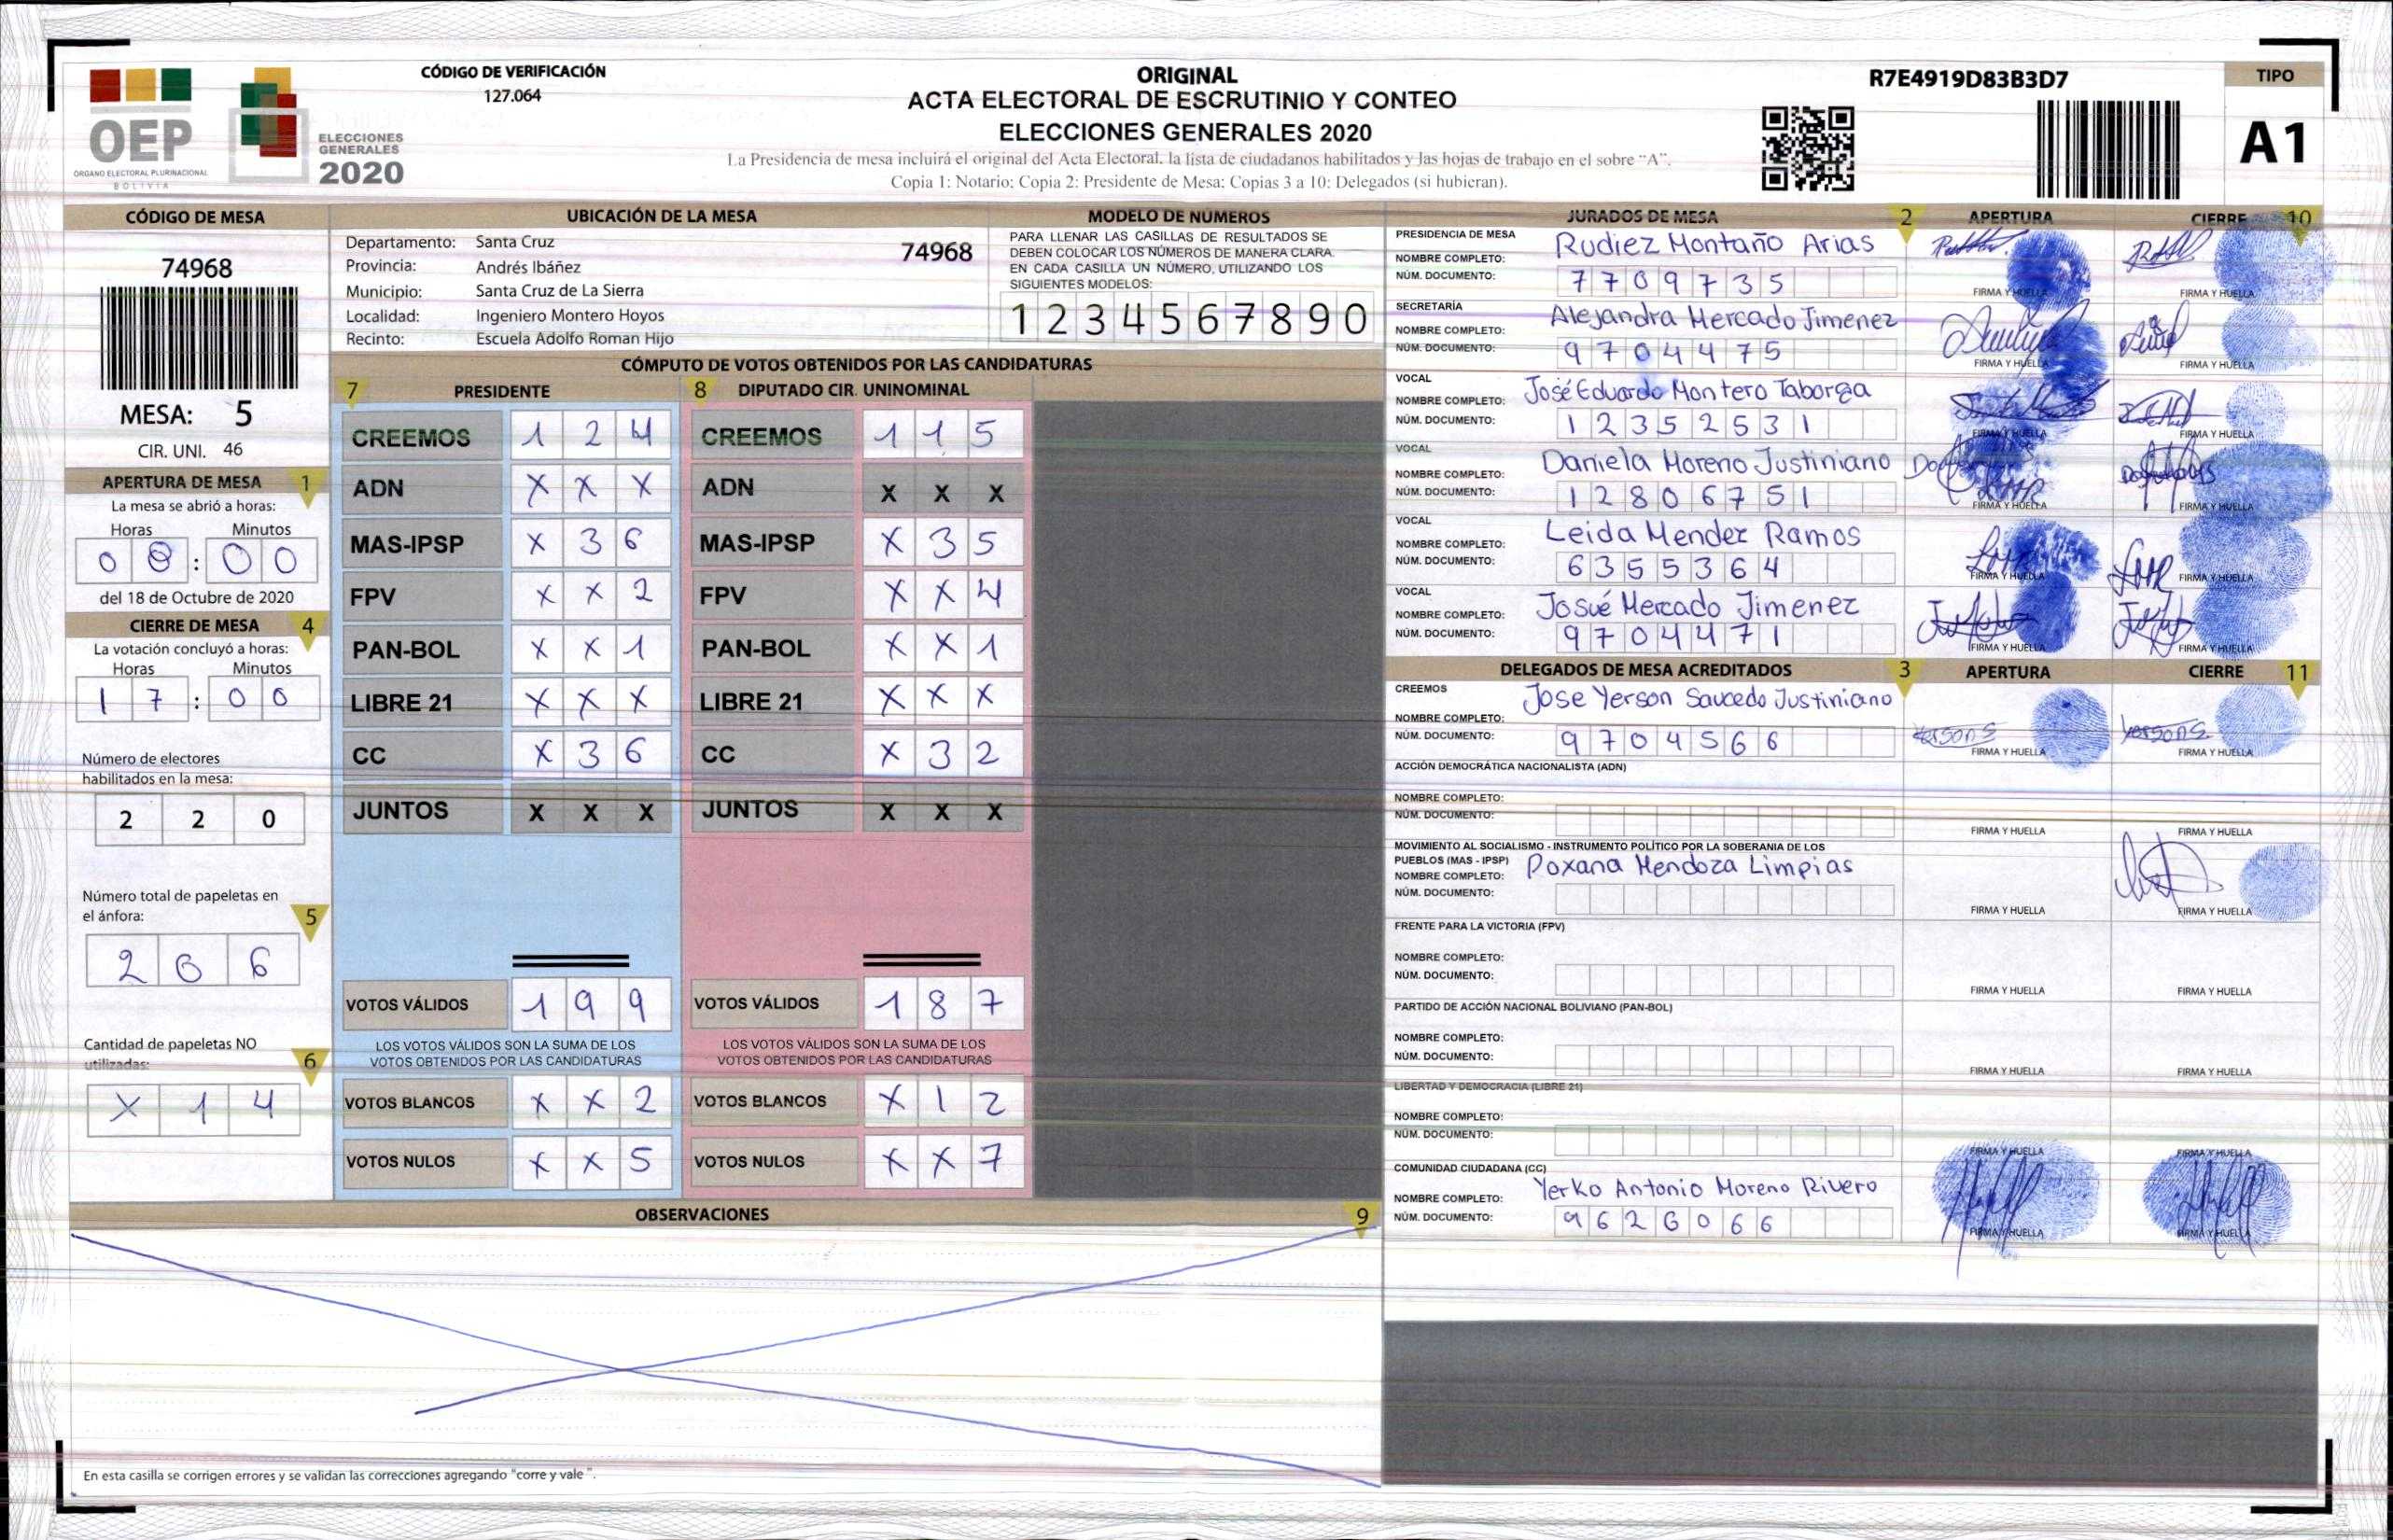 OEP
ÓRGANO ELECTORAL PLURINACIONAL
BOLIVIA
ELECCIONES
GENERALES
2020
CÓDIGO DE VERIFICACIÓN
127.064
ORIGINAL
ACTA ELECTORAL DE ESCRUTINIO Y CONTEO
ELECCIONES GENERALES 2020
La Presidencia de mesa incluirá el original del Acta Electoral, la lista de ciudadanos habilitados y las hojas de trabajo en el sobre "A".
Copia 1: Notario; Copia 2: Presidente de Mesa; Copias 3 a 10: Delegados (si hubieran).
R7E4919D83B3D7
TIPO
A1
CÓDIGO DE MESA
74968
MESA: 5
CIR. UNI. 46
APERTURA DE MESA 1
La mesa se abrió a horas:
Horas Minutos
0 8 : 0 0
del 18 de Octubre de 2020
CIERRE DE MESA 4
La votación concluyó a horas:
Horas Minutos
1 7 : 0 0
Número de electores
habilitados en la mesa:
2 2 0
Número total de papeletas en
el ánfora: 5
2 0 6
Cantidad de papeletas NO
utilizadas: 6
X 1 4
UBICACIÓN DE LA MESA
Departamento: Santa Cruz 74968
Provincia: Andrés Ibáñez
Municipio: Santa Cruz de La Sierra
Localidad: Ingeniero Montero Hoyos
Recinto: Escuela Adolfo Roman Hijo
MODELO DE NÚMEROS
PARA LLENAR LAS CASILLAS DE RESULTADOS SE
DEBEN COLOCAR LOS NÚMEROS DE MANERA CLARA.
EN CADA CASILLA UN NÚMERO, UTILIZANDO LOS
SIGUIENTES MODELOS:
1 2 3 4 5 6 7 8 9 0
CÓMPUTO DE VOTOS OBTENIDOS POR LAS CANDIDATURAS
7 PRESIDENTE 8 DIPUTADO CIR. UNINOMINAL
CREEMOS 1 2 4 CREEMOS 1 1 5
ADN X X X ADN X X X
MAS-IPSP X 3 6 MAS-IPSP X 3 5
FPV X X 2 FPV X X 4
PAN-BOL X X 1 PAN-BOL X X 1
LIBRE 21 X X X LIBRE 21 X X X
CC X 3 6 CC X 3 2
JUNTOS X X X JUNTOS X X X
VOTOS VÁLIDOS 1 9 9 VOTOS VÁLIDOS 1 8 7
LOS VOTOS VÁLIDOS SON LA SUMA DE LOS LOS VOTOS VÁLIDOS SON LA SUMA DE LOS
VOTOS OBTENIDOS POR LAS CANDIDATURAS VOTOS OBTENIDOS POR LAS CANDIDATURAS
VOTOS BLANCOS X X 2 VOTOS BLANCOS X 1 2
VOTOS NULOS X X 5 VOTOS NULOS X X 7
OBSERVACIONES 9
En esta casilla se corrigen errores y se validan las correcciones agregando "corre y vale ".
JURADOS DE MESA 2 APERTURA CIERRE 10
PRESIDENCIA DE MESA
NOMBRE COMPLETO: Rudiez Montaño Arias
NÚM. DOCUMENTO: 7709735
FIRMA Y HUELLA FIRMA Y HUELLA
SECRETARÍA
NOMBRE COMPLETO: Alejandra Mercado Jimenez
NÚM. DOCUMENTO: 9704475
FIRMA Y HUELLA FIRMA Y HUELLA
VOCAL
NOMBRE COMPLETO: José Eduardo Montero Taborga
NÚM. DOCUMENTO: 12352531
FIRMA Y HUELLA FIRMA Y HUELLA
VOCAL
NOMBRE COMPLETO: Daniela Moreno Justiniano
NÚM. DOCUMENTO: 12806751
FIRMA Y HUELLA FIRMA Y HUELLA
VOCAL
NOMBRE COMPLETO: Leida Mendez Ramos
NÚM. DOCUMENTO: 6355364
FIRMA Y HUELLA FIRMA Y HUELLA
VOCAL
NOMBRE COMPLETO: Josué Mercado Jimenez
NÚM. DOCUMENTO: 9704471
FIRMA Y HUELLA FIRMA Y HUELLA
DELEGADOS DE MESA ACREDITADOS 3 APERTURA CIERRE 11
CREEMOS
NOMBRE COMPLETO: Jose Yerson Saucedo Justiniano
NÚM. DOCUMENTO: 9704566
FIRMA Y HUELLA FIRMA Y HUELLA
ACCIÓN DEMOCRÁTICA NACIONALISTA (ADN)
NOMBRE COMPLETO:
NÚM. DOCUMENTO:
FIRMA Y HUELLA FIRMA Y HUELLA
MOVIMIENTO AL SOCIALISMO - INSTRUMENTO POLÍTICO POR LA SOBERANIA DE LOS
PUEBLOS (MAS - IPSP)
NOMBRE COMPLETO: Roxana Mendoza Limpias
NÚM. DOCUMENTO:
FIRMA Y HUELLA FIRMA Y HUELLA
FRENTE PARA LA VICTORIA (FPV)
NOMBRE COMPLETO:
NÚM. DOCUMENTO:
FIRMA Y HUELLA FIRMA Y HUELLA
PARTIDO DE ACCIÓN NACIONAL BOLIVIANO (PAN-BOL)
NOMBRE COMPLETO:
NÚM. DOCUMENTO:
FIRMA Y HUELLA FIRMA Y HUELLA
LIBERTAD Y DEMOCRACIA (LIBRE 21)
NOMBRE COMPLETO:
NÚM. DOCUMENTO:
FIRMA Y HUELLA FIRMA Y HUELLA
COMUNIDAD CIUDADANA (CC)
NOMBRE COMPLETO: Yerko Antonio Moreno Rivero
NÚM. DOCUMENTO: 9626066
FIRMA Y HUELLA FIRMA Y HUELLA